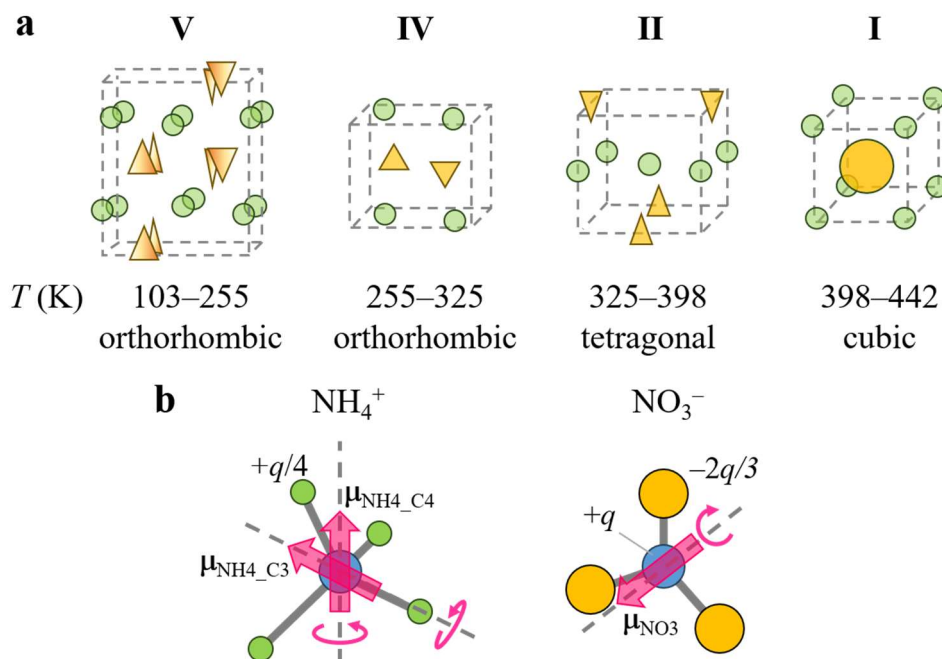 a V IV II I
T (K) 103–255 255–325 325–398 398–442
orthorhombic orthorhombic tetragonal cubic
b NH₄⁺ NO₃⁻
+q/4 –2q/3
μNH4_C4 +q
μNH4_C3
μNO3